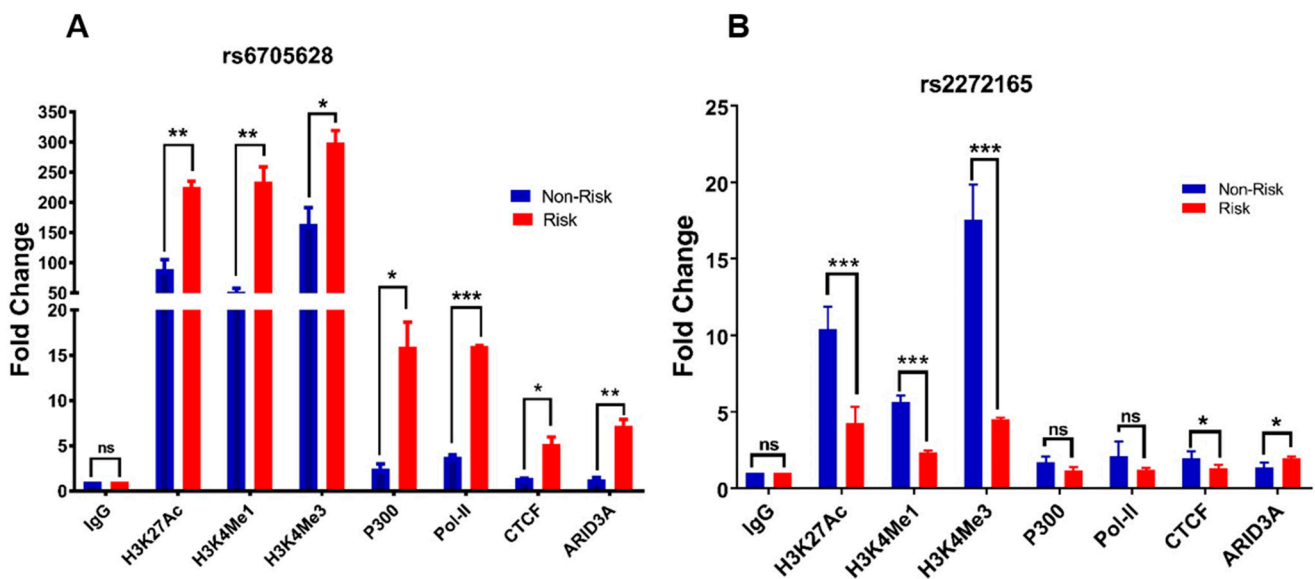 A
rs6705628
Fold Change
350
300
250
200
150
100
50
20
15
10
5
0
ns
**
**
*
*
***
*
**
Non-Risk
Risk
IgG
H3K27Ac
H3K4Me1
H3K4Me3
P300
Pol-II
CTCF
ARID3A
B
rs2272165
Fold Change
25
20
15
10
5
0
ns
***
***
***
ns
ns
*
*
Non-Risk
Risk
IgG
H3K27Ac
H3K4Me1
H3K4Me3
P300
Pol-II
CTCF
ARID3A